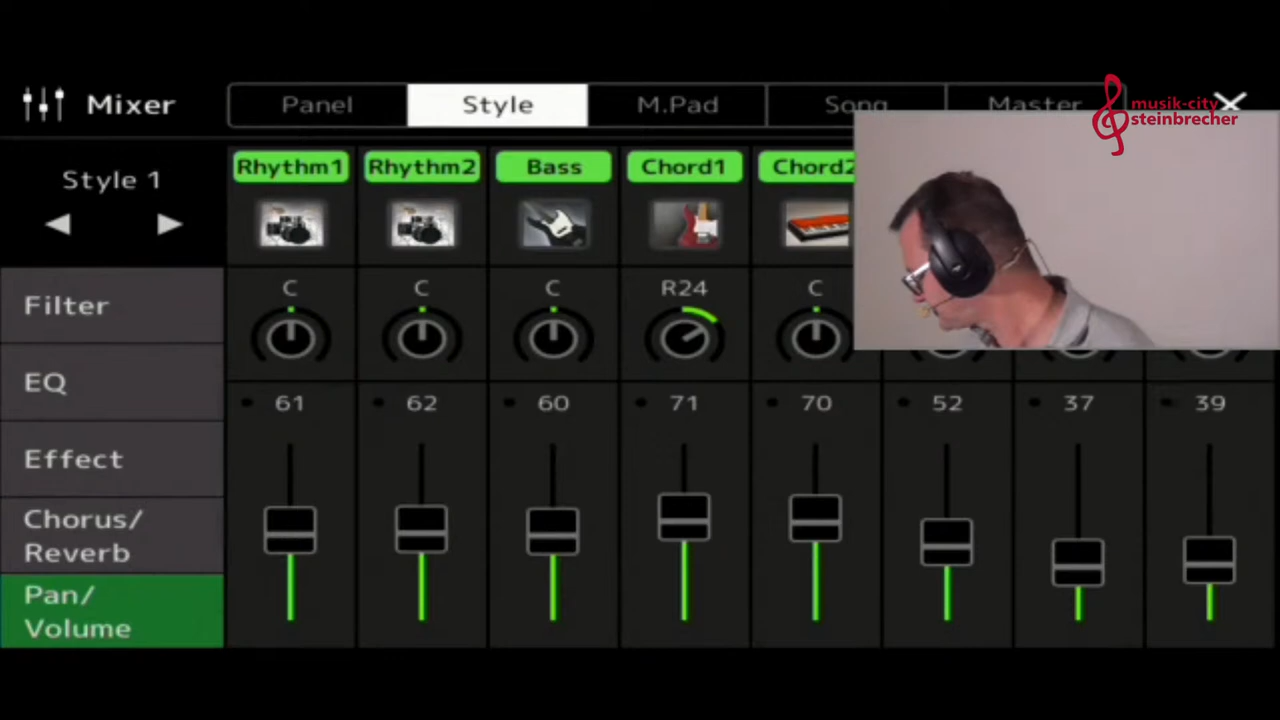 Mixer
Panel
Style
M.Pad
Song
Master
musik-city
steinbrecher
Style 1
Rhythm1
Rhythm2
Bass
Chord1
Chord2
Filter
C
C
C
R24
C
EQ
61
62
60
71
70
52
37
39
Effect
Chorus/
Reverb
Pan/
Volume